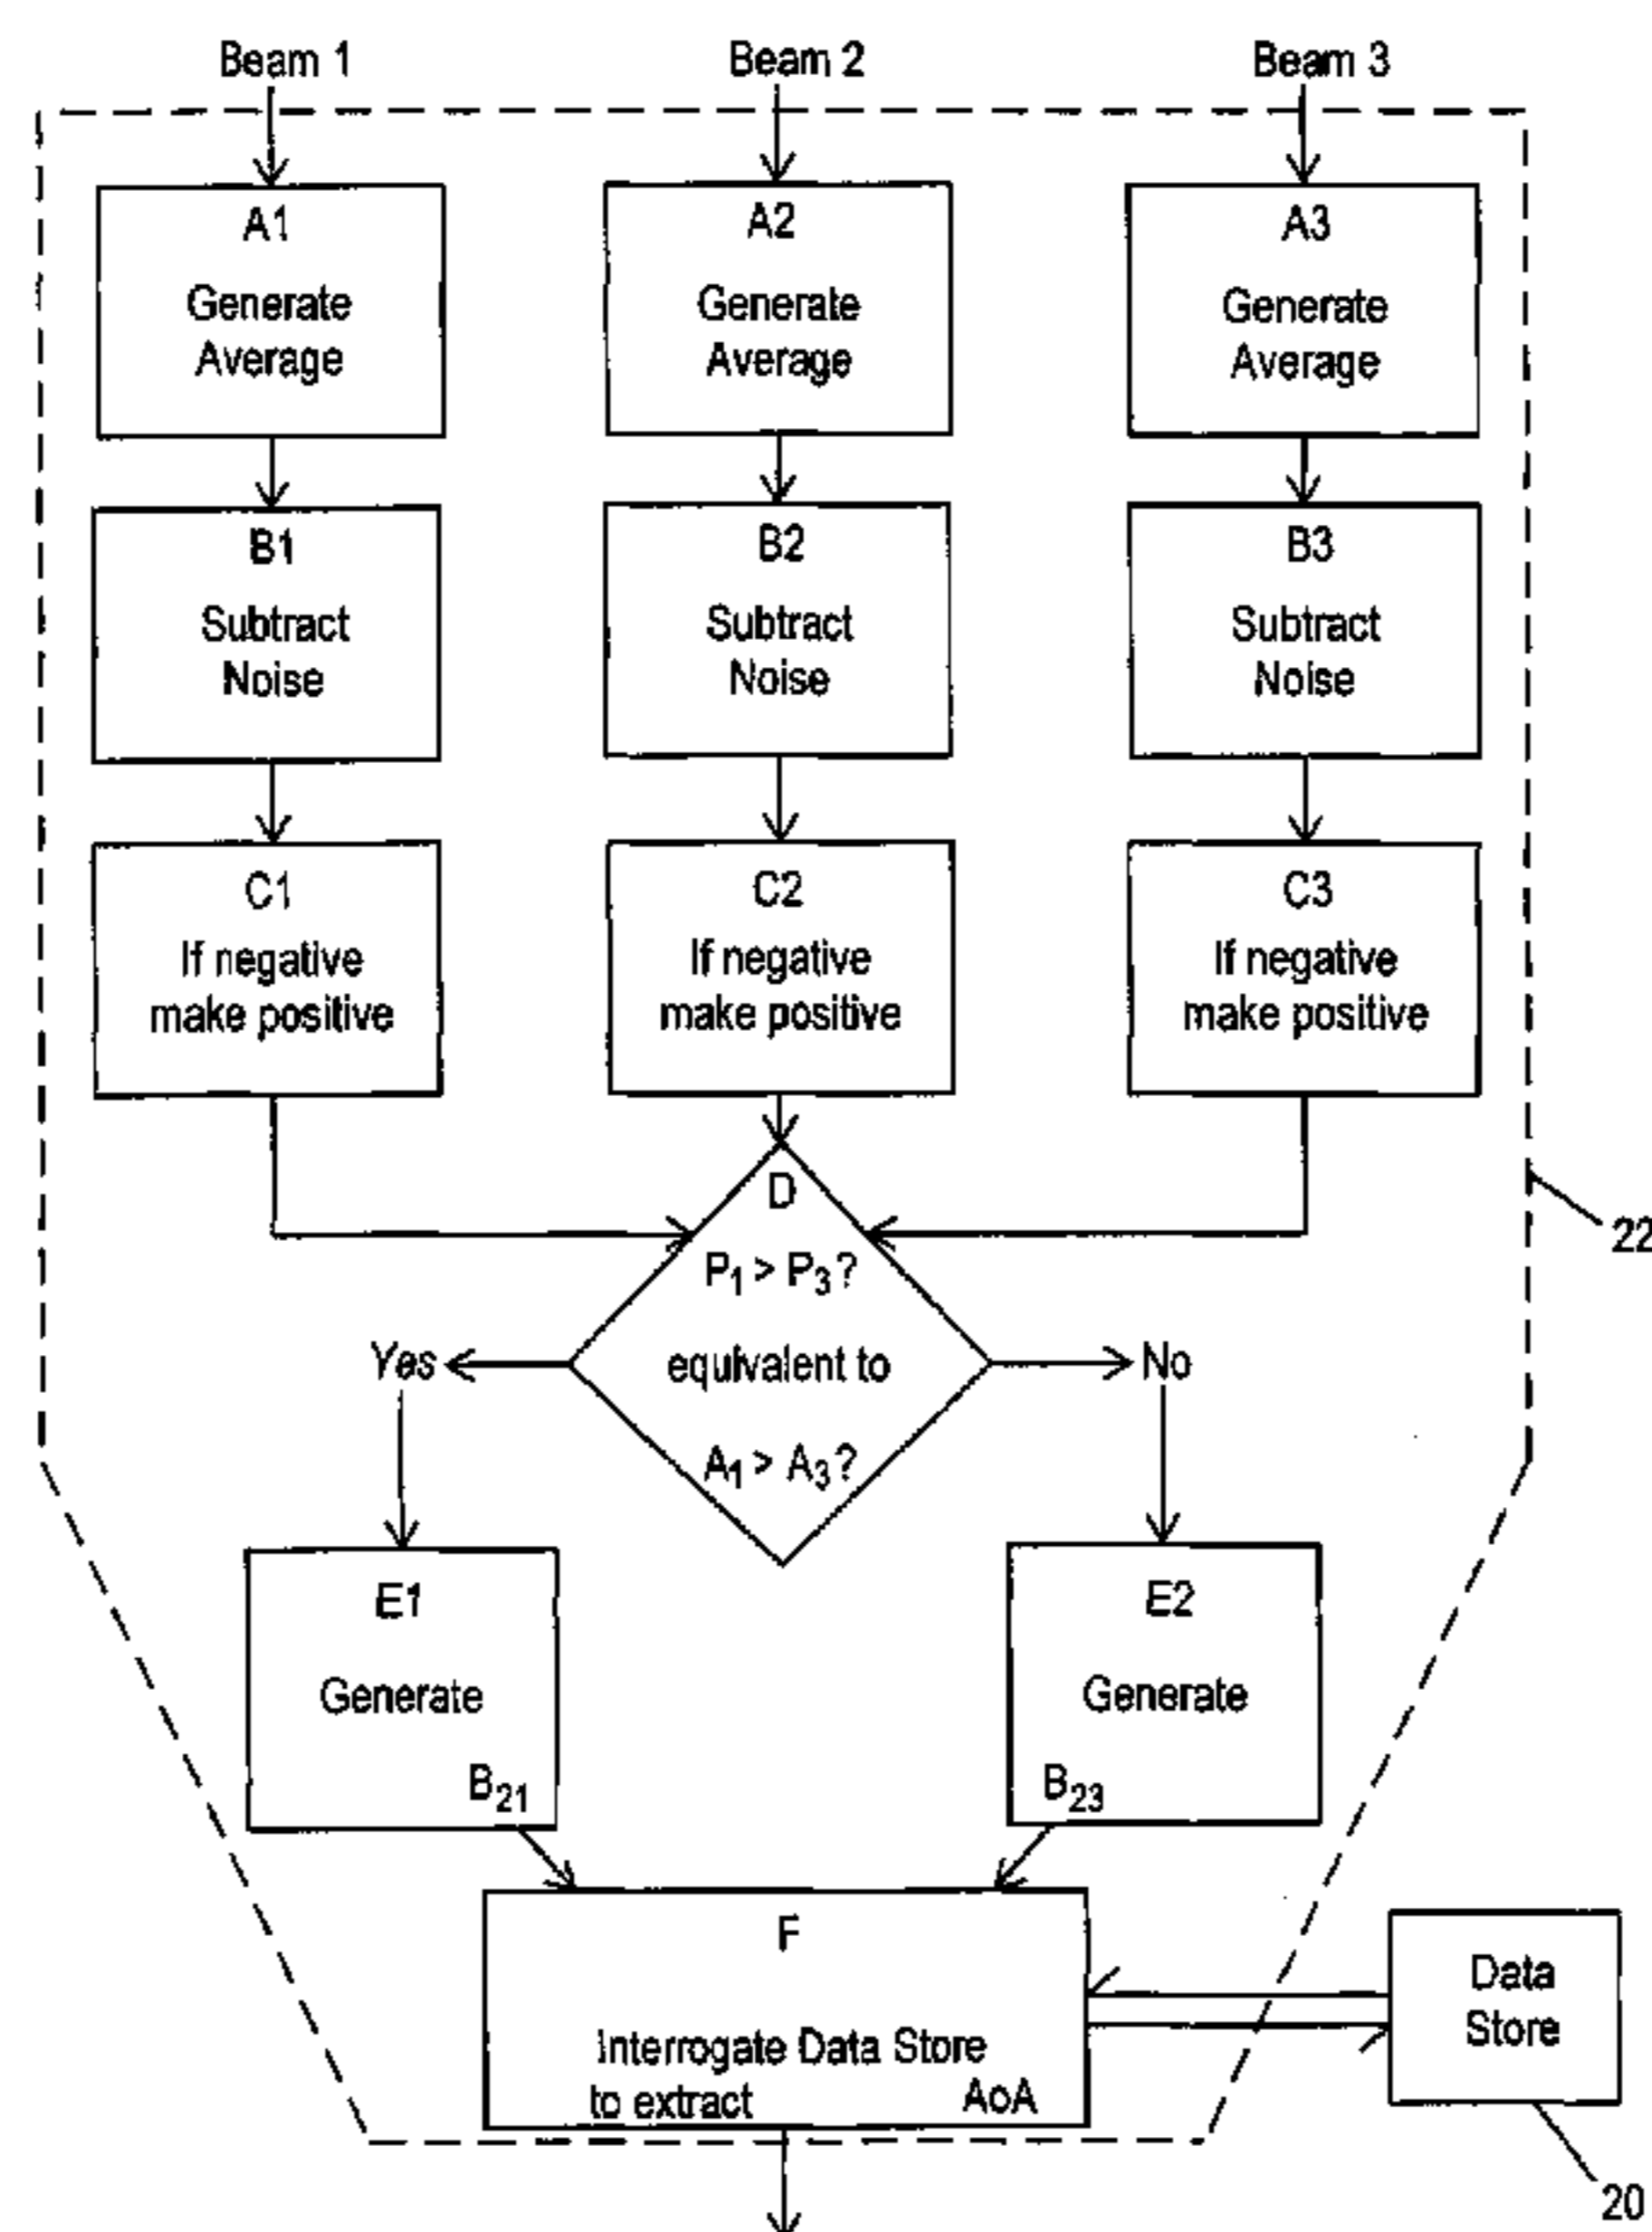 Beam 1
Beam 2
Beam 3
A1
Generate
Average
A2
Generate
Average
A3
Generate
Average
B1
Subtract
Noise
B2
Subtract
Noise
B3
Subtract
Noise
C1
If negative
make positive
C2
If negative
make positive
C3
If negative
make positive
D
P1 > P3?
equivalent to
A1 > A3?
Yes
No
22
E1
Generate
B21
E2
Generate
B23
F
Interrogate Data Store
to extract AoA
Data
Store
20